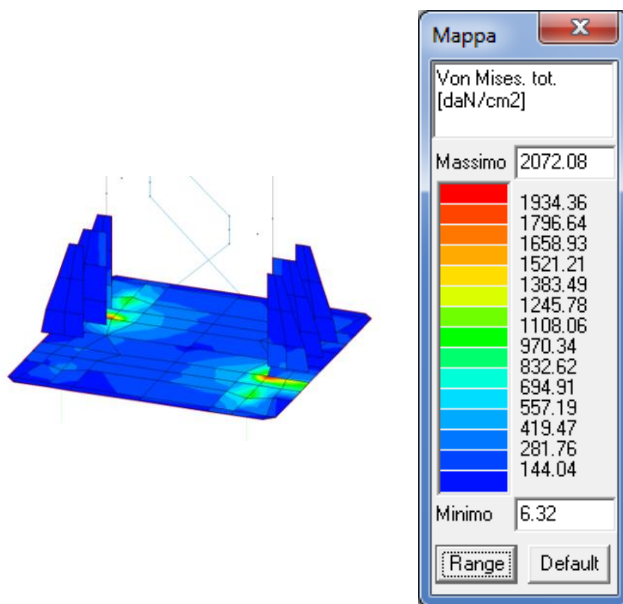 Mappa
Von Mises. tot.
[daN/cm2]
Massimo 2072.08
1934.36
1796.64
1658.93
1521.21
1383.49
1245.78
1108.06
970.34
832.62
694.91
557.19
419.47
281.76
144.04
Minimo 6.32
Range Default